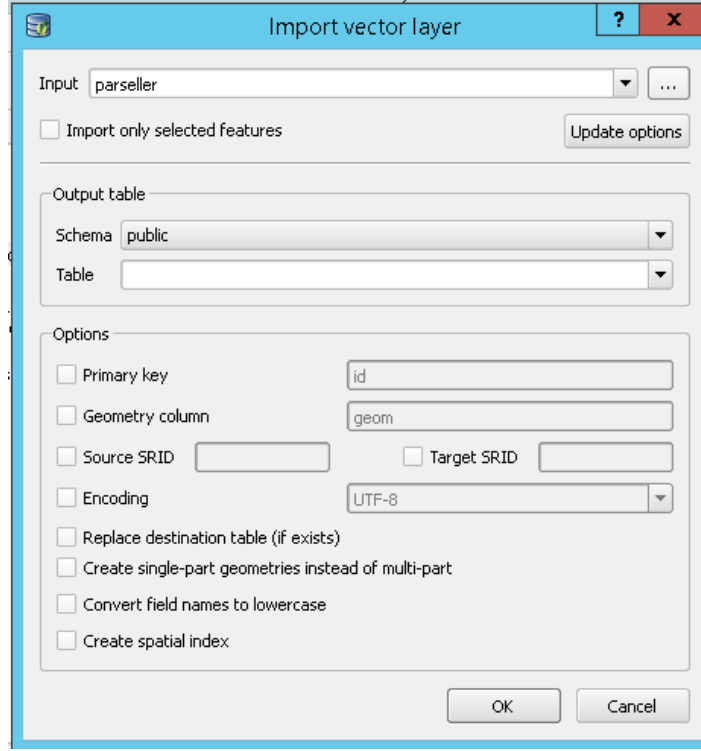 Import vector layer
? x
Input parseller ...
Import only selected features Update options
Output table
Schema public
Table
Options
Primary key id
Geometry column geom
Source SRID Target SRID
Encoding UTF-8
Replace destination table (if exists)
Create single-part geometries instead of multi-part
Convert field names to lowercase
Create spatial index
OK Cancel